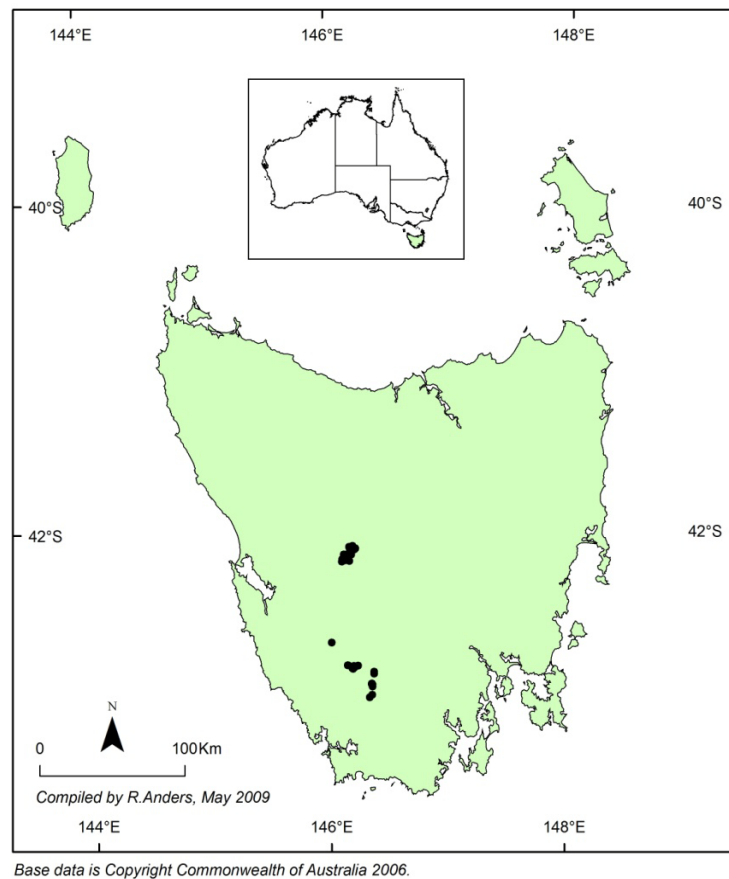 144°E 146°E 148°E
40°S 40°S
42°S 42°S
N
0 100Km
Compiled by R.Anders, May 2009
144°E 146°E 148°E
Base data is Copyright Commonwealth of Australia 2006.